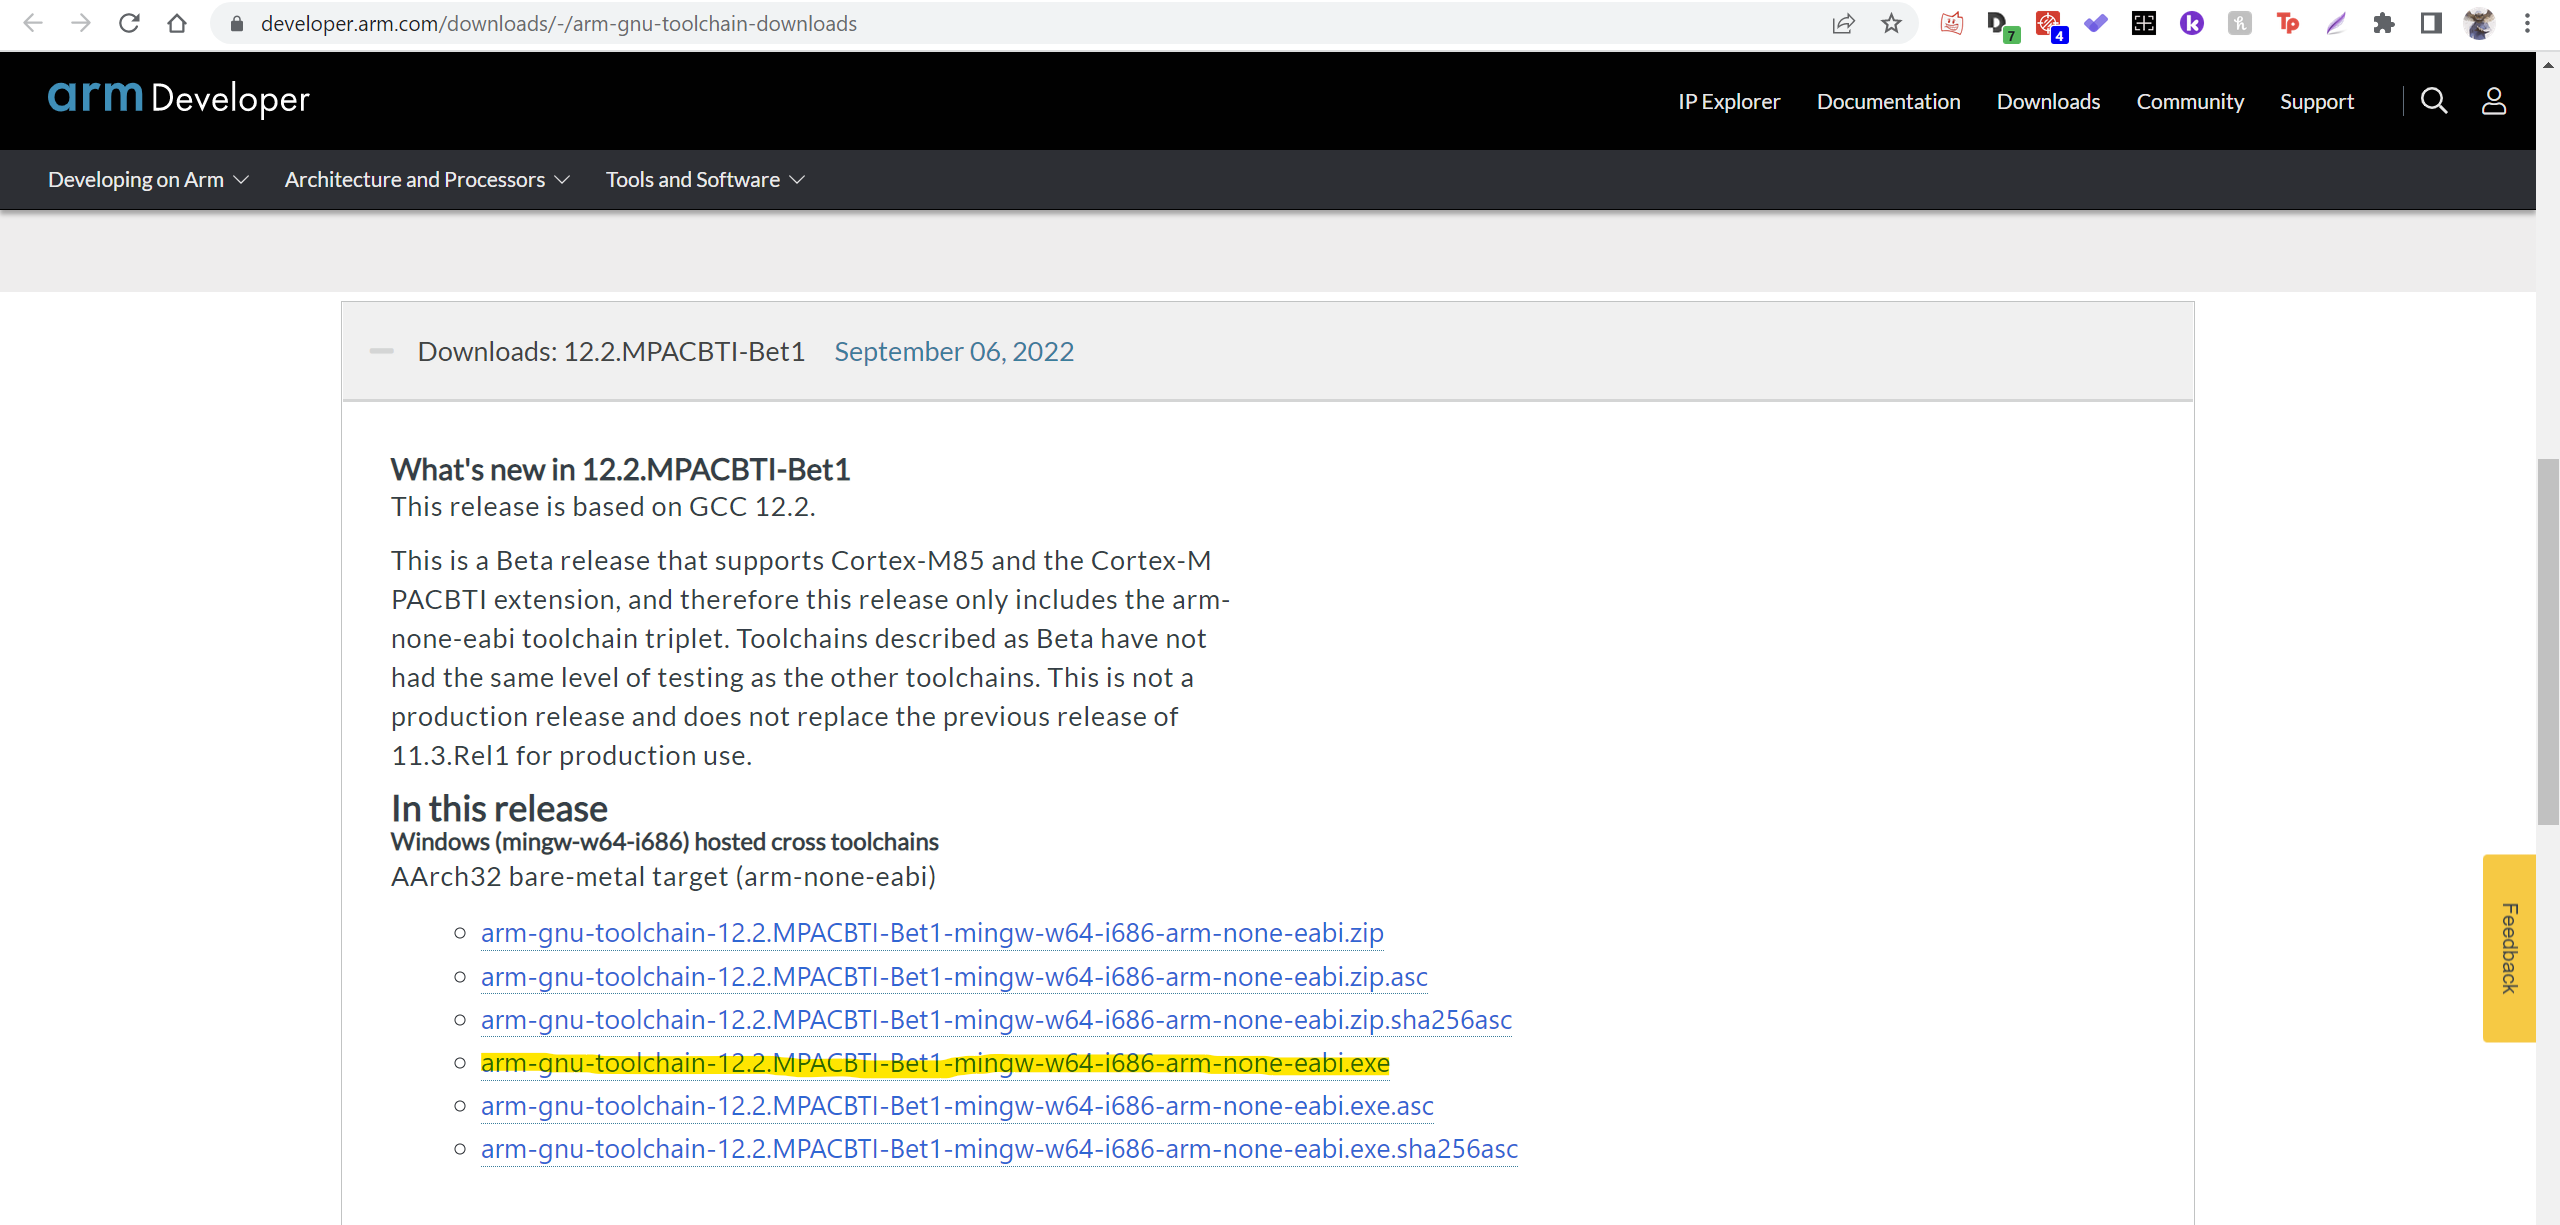 developer.arm.com/downloads/-/arm-gnu-toolchain-downloads
7
4
k
h
Tp
arm Developer
IP Explorer
Documentation
Downloads
Community
Support
Developing on Arm
Architecture and Processors
Tools and Software
Downloads: 12.2.MPACBTI-Bet1 September 06, 2022
What's new in 12.2.MPACBTI-Bet1
This release is based on GCC 12.2.
This is a Beta release that supports Cortex-M85 and the Cortex-M
PACBTI extension, and therefore this release only includes the arm-
none-eabi toolchain triplet. Toolchains described as Beta have not
had the same level of testing as the other toolchains. This is not a
production release and does not replace the previous release of
11.3.Rel1 for production use.
In this release
Windows (mingw-w64-i686) hosted cross toolchains
AArch32 bare-metal target (arm-none-eabi)
arm-gnu-toolchain-12.2.MPACBTI-Bet1-mingw-w64-i686-arm-none-eabi.zip
arm-gnu-toolchain-12.2.MPACBTI-Bet1-mingw-w64-i686-arm-none-eabi.zip.asc
arm-gnu-toolchain-12.2.MPACBTI-Bet1-mingw-w64-i686-arm-none-eabi.zip.sha256asc
arm-gnu-toolchain-12.2.MPACBTI-Bet1-mingw-w64-i686-arm-none-eabi.exe
arm-gnu-toolchain-12.2.MPACBTI-Bet1-mingw-w64-i686-arm-none-eabi.exe.asc
arm-gnu-toolchain-12.2.MPACBTI-Bet1-mingw-w64-i686-arm-none-eabi.exe.sha256asc
Feedback